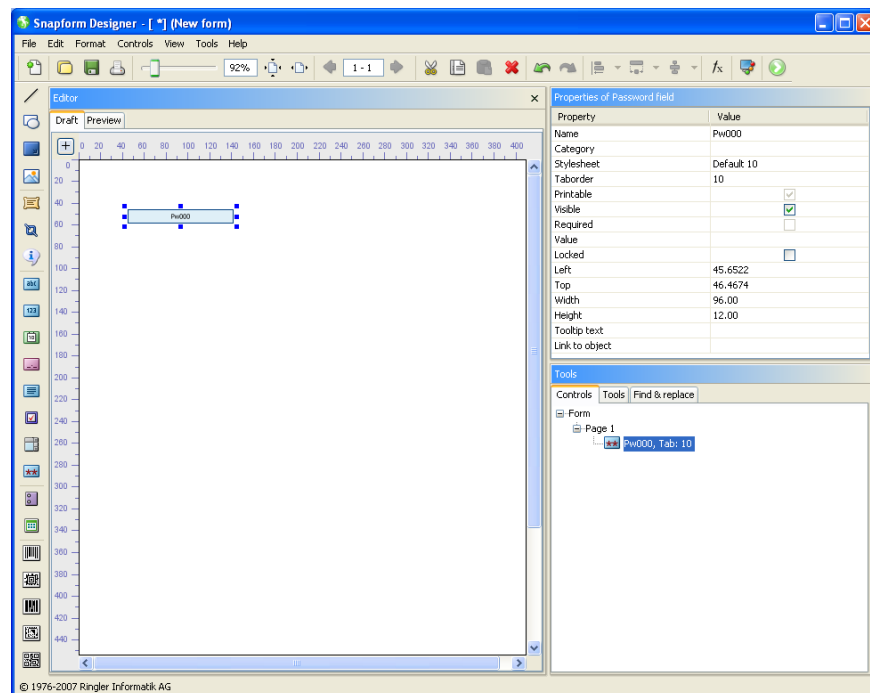 Snapform Designer - [ *] (New form)
File Edit Format Controls View Tools Help
92% 1 - 1 fx
Editor
Draft Preview
0 20 40 60 80 100 120 140 160 180 200 220 240 260 280 300 320 340 360 380 400
0
20
40
60
80
100
120
140
160
180
200
220
240
260
280
300
320
340
360
380
400
420
440
Pw000
abc
123
Properties of Password field
Property Value
Name Pw000
Category
Stylesheet Default 10
Taborder 10
Printable
Visible
Required
Value
Locked
Left 45.6522
Top 46.4674
Width 96.00
Height 12.00
Tooltip text
Link to object
Tools
Controls Tools Find & replace
Form
Page 1
Pw000, Tab: 10
© 1976-2007 Ringler Informatik AG